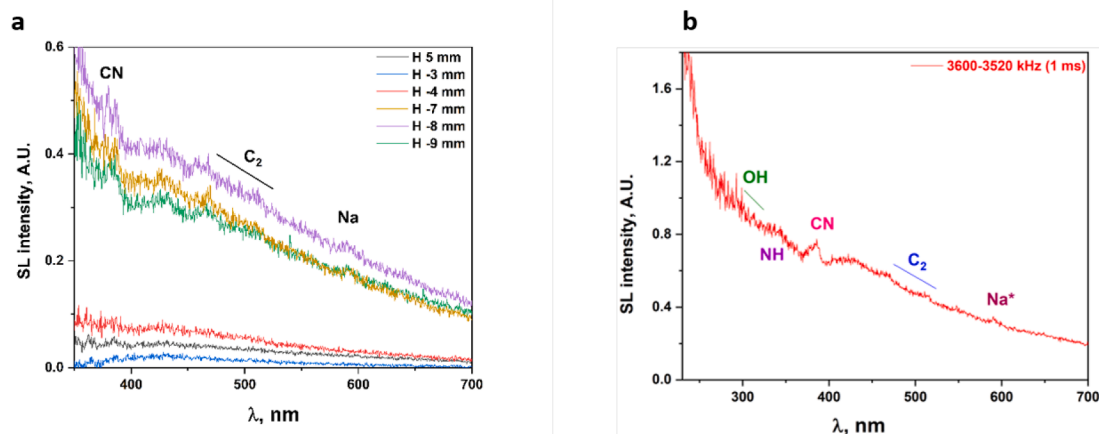 a
0.6
0.4
0.2
0.0
SL intensity, A.U.
CN
C₂
Na
H 5 mm
H -3 mm
H -4 mm
H -7 mm
H -8 mm
H -9 mm
400 500 600 700
λ, nm
b
1.6
1.2
0.8
0.4
0.0
SL intensity, A.U.
3600-3520 kHz (1 ms)
OH
NH
CN
C₂
Na*
300 400 500 600 700
λ, nm